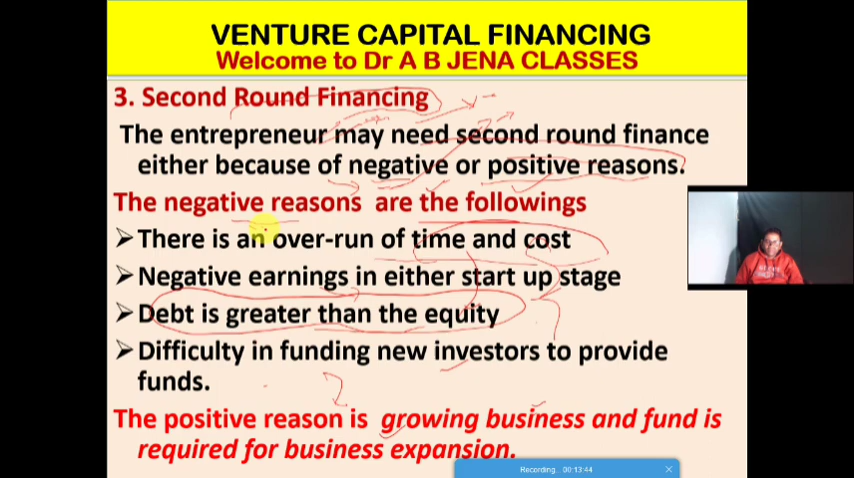 VENTURE CAPITAL FINANCING
Welcome to Dr A B JENA CLASSES
3. Second Round Financing
The entrepreneur may need second round finance
either because of negative or positive reasons.
The negative reasons are the followings
➤ There is an over-run of time and cost
➤ Negative earnings in either start up stage
➤ Debt is greater than the equity
➤ Difficulty in funding new investors to provide
funds.
The positive reason is growing business and fund is
required for business expansion.
Recording... 00:13:44